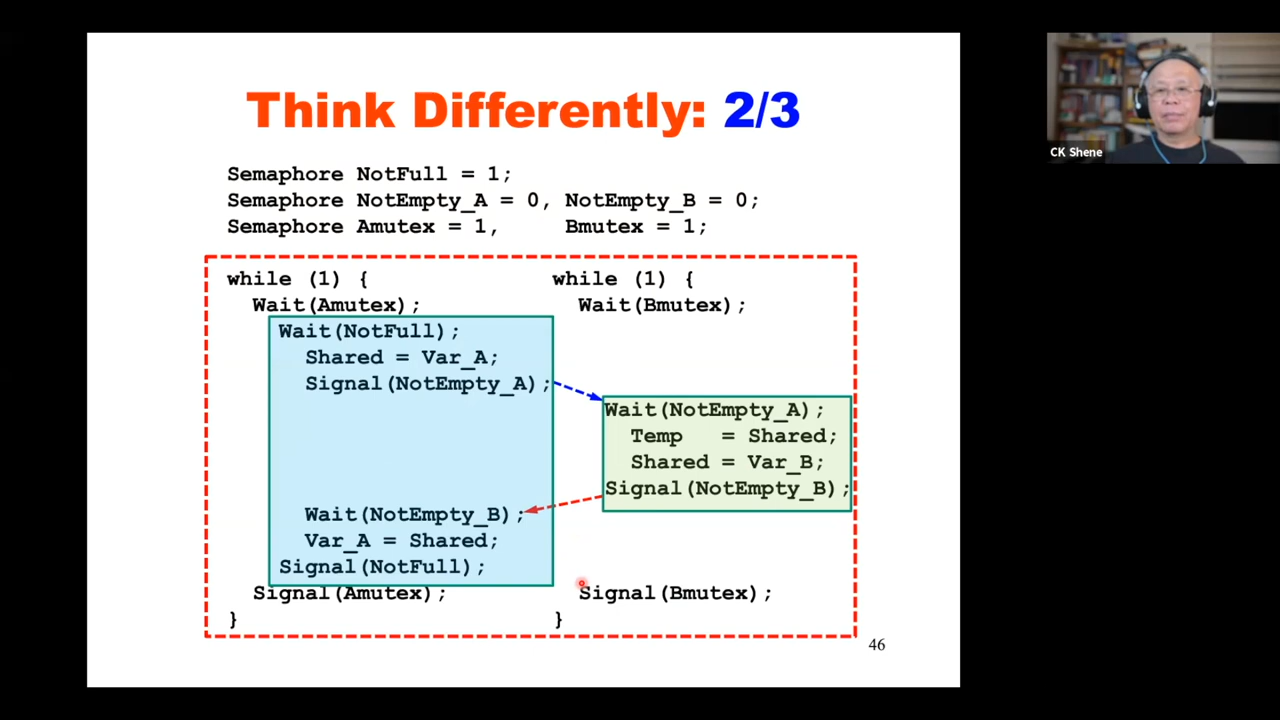 Think Differently: 2/3
Semaphore NotFull = 1;
Semaphore NotEmpty_A = 0, NotEmpty_B = 0;
Semaphore Amutex = 1, Bmutex = 1;
while (1) {
Wait(Amutex);
Wait(NotFull);
Shared = Var_A;
Signal(NotEmpty_A);
Wait(NotEmpty_B);
Var_A = Shared;
Signal(NotFull);
Signal(Amutex);
}
while (1) {
Wait(Bmutex);
Wait(NotEmpty_A);
Temp = Shared;
Shared = Var_B;
Signal(NotEmpty_B);
Signal(Bmutex);
}
46
CK Shene